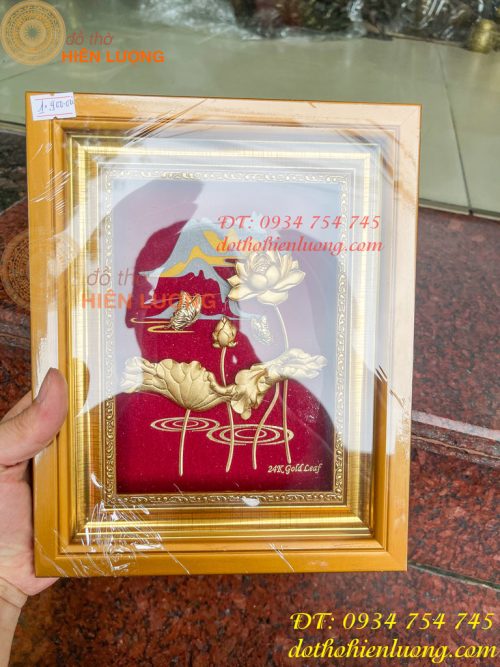 đồ thờ
HIỀN LƯƠNG
ĐT: 0934 754 745
dothohienluong.com
đồ thờ
HIỀN LƯƠNG
24K Gold Leaf
ĐT: 0934 754 745
dothohienluong.com